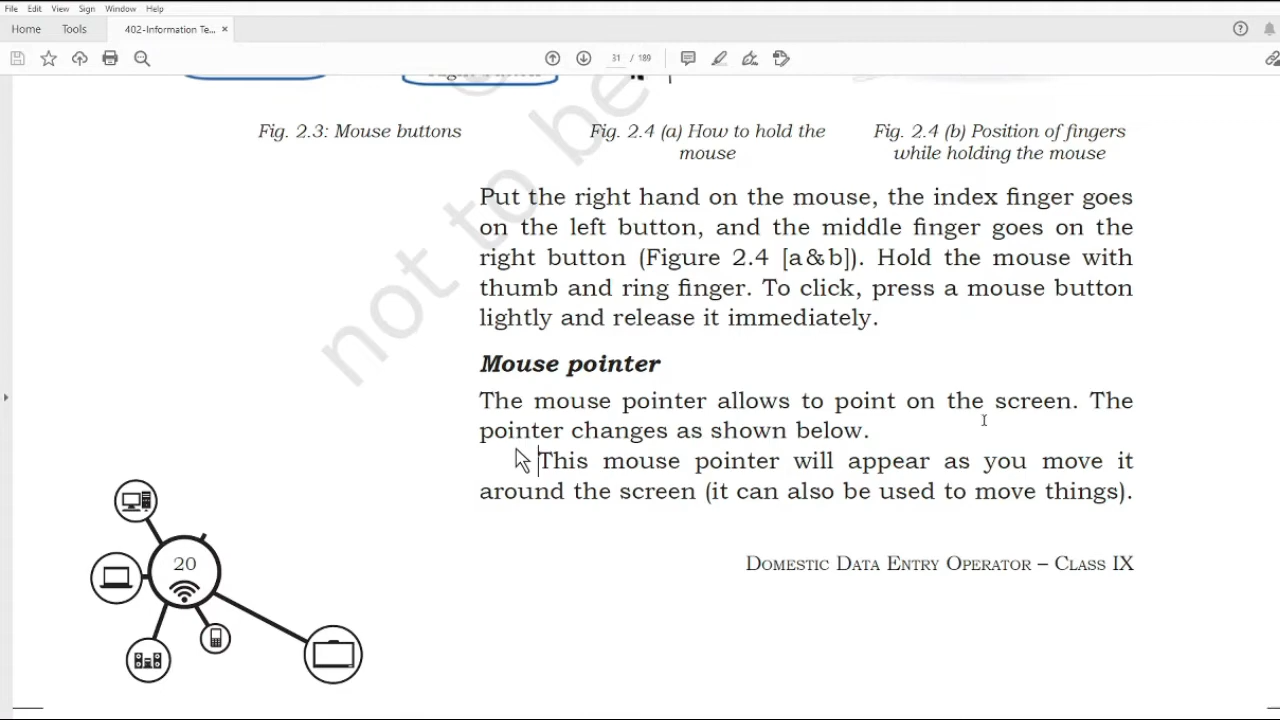 File Edit View Sign Window Help
Home Tools 402-Information Te... ×
31 / 189
Fig. 2.3: Mouse buttons
Fig. 2.4 (a) How to hold the
mouse
Fig. 2.4 (b) Position of fingers
while holding the mouse
not to be
Put the right hand on the mouse, the index finger goes
on the left button, and the middle finger goes on the
right button (Figure 2.4 [a&b]). Hold the mouse with
thumb and ring finger. To click, press a mouse button
lightly and release it immediately.
Mouse pointer
The mouse pointer allows to point on the screen. The
pointer changes as shown below.
This mouse pointer will appear as you move it
around the screen (it can also be used to move things).
20
Domestic Data Entry Operator – Class IX